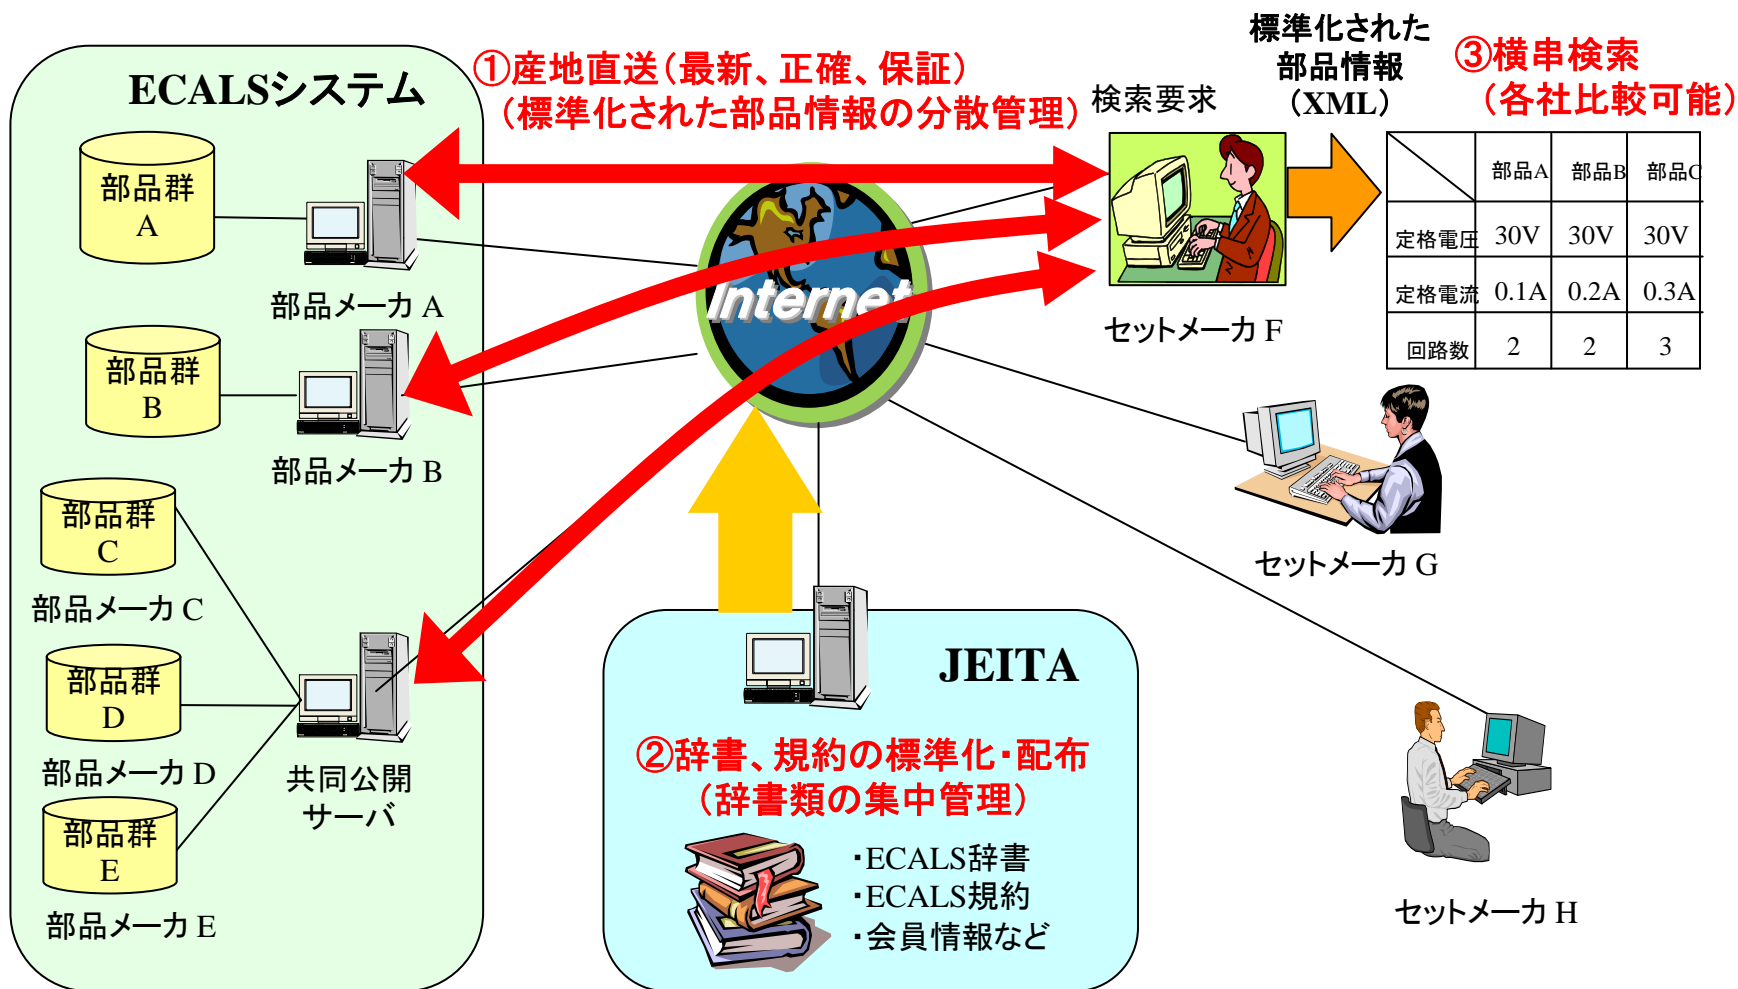 ECALSシステム
①産地直送（最新、正確、保証）
（標準化された部品情報の分散管理）
検索要求
標準化された
部品情報
（XML）
③横串検索
（各社比較可能）
部品群
A
部品メーカ A
部品群
B
部品メーカ B
部品群
C
部品メーカ C
部品群
D
部品メーカ D
部品群
E
部品メーカ E
共同公開
サーバ
Internet
セットメーカ F
部品A 部品B 部品C
定格電圧 30V 30V 30V
定格電流 0.1A 0.2A 0.3A
回路数 2 2 3
セットメーカ G
セットメーカ H
JEITA
②辞書、規約の標準化・配布
（辞書類の集中管理）
・ECALS辞書
・ECALS規約
・会員情報など